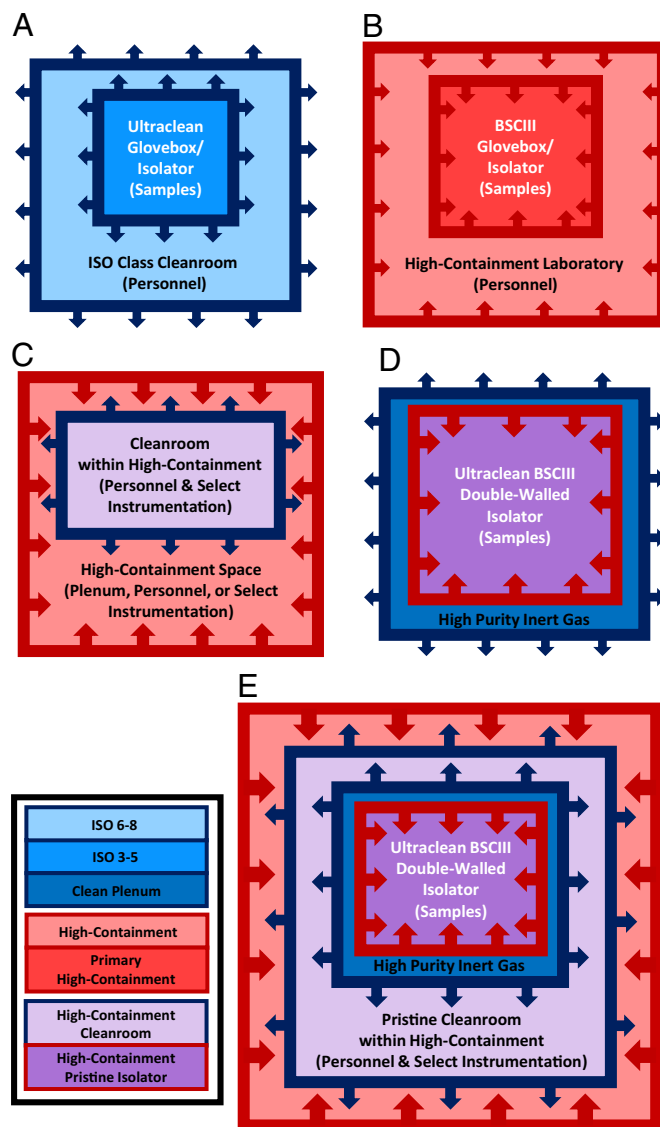 A
Ultraclean
Glovebox/
Isolator
(Samples)
ISO Class Cleanroom
(Personnel)
B
BSCIII
Glovebox/
Isolator
(Samples)
High-Containment Laboratory
(Personnel)
C
Cleanroom
within High-Containment
(Personnel & Select
Instrumentation)
High-Containment Space
(Plenum, Personnel, or Select
Instrumentation)
D
Ultraclean BSCIII
Double-Walled
Isolator
(Samples)
High Purity Inert Gas
E
Ultraclean BSCIII
Double-Walled
Isolator
(Samples)
High Purity Inert Gas
Pristine Cleanroom
within High-Containment
(Personnel & Select Instrumentation)
ISO 6-8
ISO 3-5
Clean Plenum
High-Containment
Primary
High-Containment
High-Containment
Cleanroom
High-Containment
Pristine Isolator